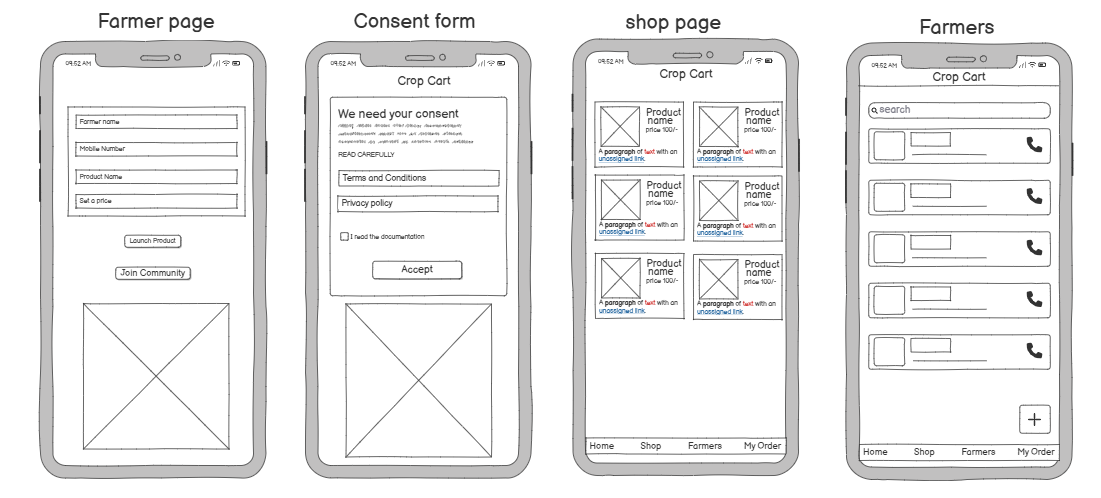 Farmer page
09:52 AM
Farmer name
Mobile Number
Product Name
Set a price
Launch Product
Join Community
Consent form
09:52 AM
Crop Cart
We need your consent
READ CAREFULLY
Terms and Conditions
Privacy policy
I read the documentation
Accept
shop page
09:52 AM
Crop Cart
Product
name
price 100/-
A paragraph of text with an
unassigned link.
Product
name
price 100/-
A paragraph of text with an
unassigned link.
Product
name
price 100/-
A paragraph of text with an
unassigned link.
Product
name
price 100/-
A paragraph of text with an
unassigned link.
Product
name
price 100/-
A paragraph of text with an
unassigned link.
Product
name
price 100/-
A paragraph of text with an
unassigned link.
Home Shop Farmers My Order
Farmers
09:52 AM
Crop Cart
search
Home Shop Farmers My Order